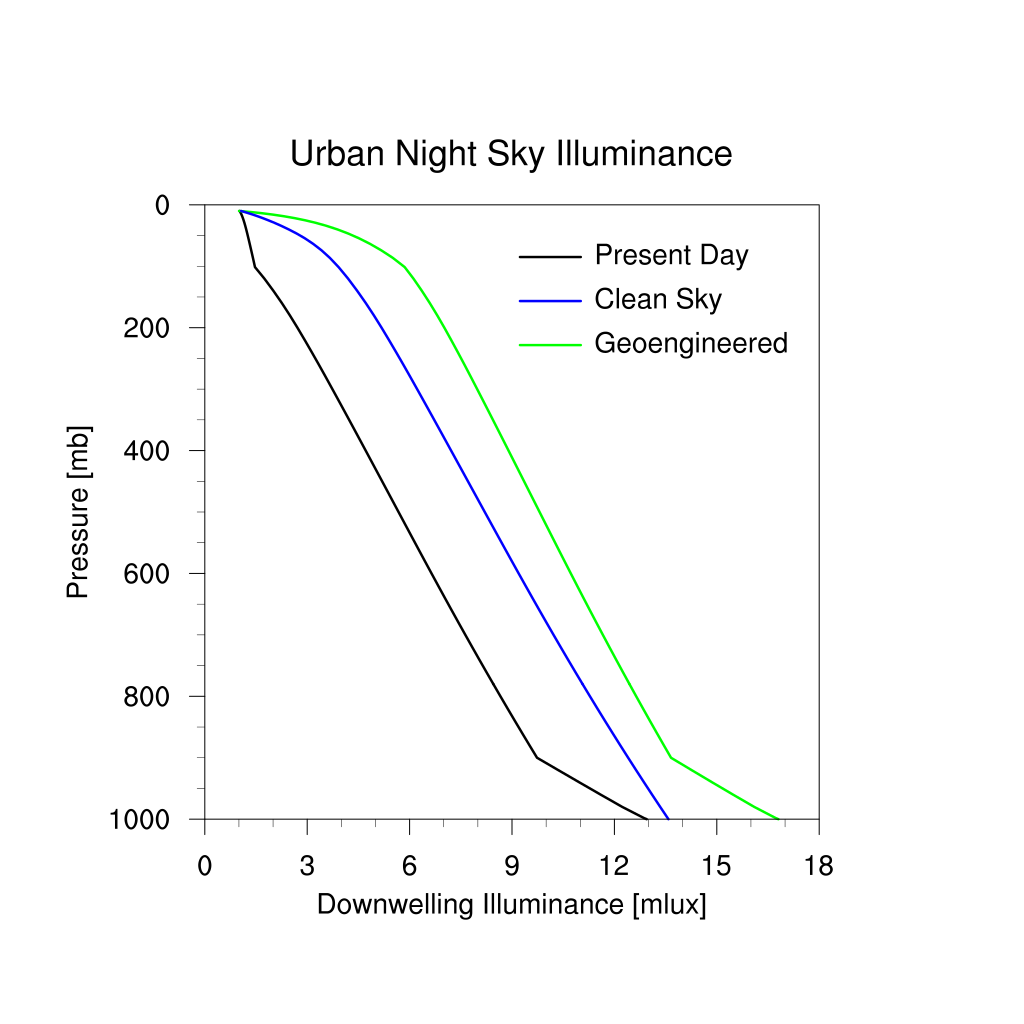 Urban Night Sky Illuminance
0
200
400
600
800
1000
Pressure [mb]
Present Day
Clean Sky
Geoengineered
0 3 6 9 12 15 18
Downwelling Illuminance [mlux]